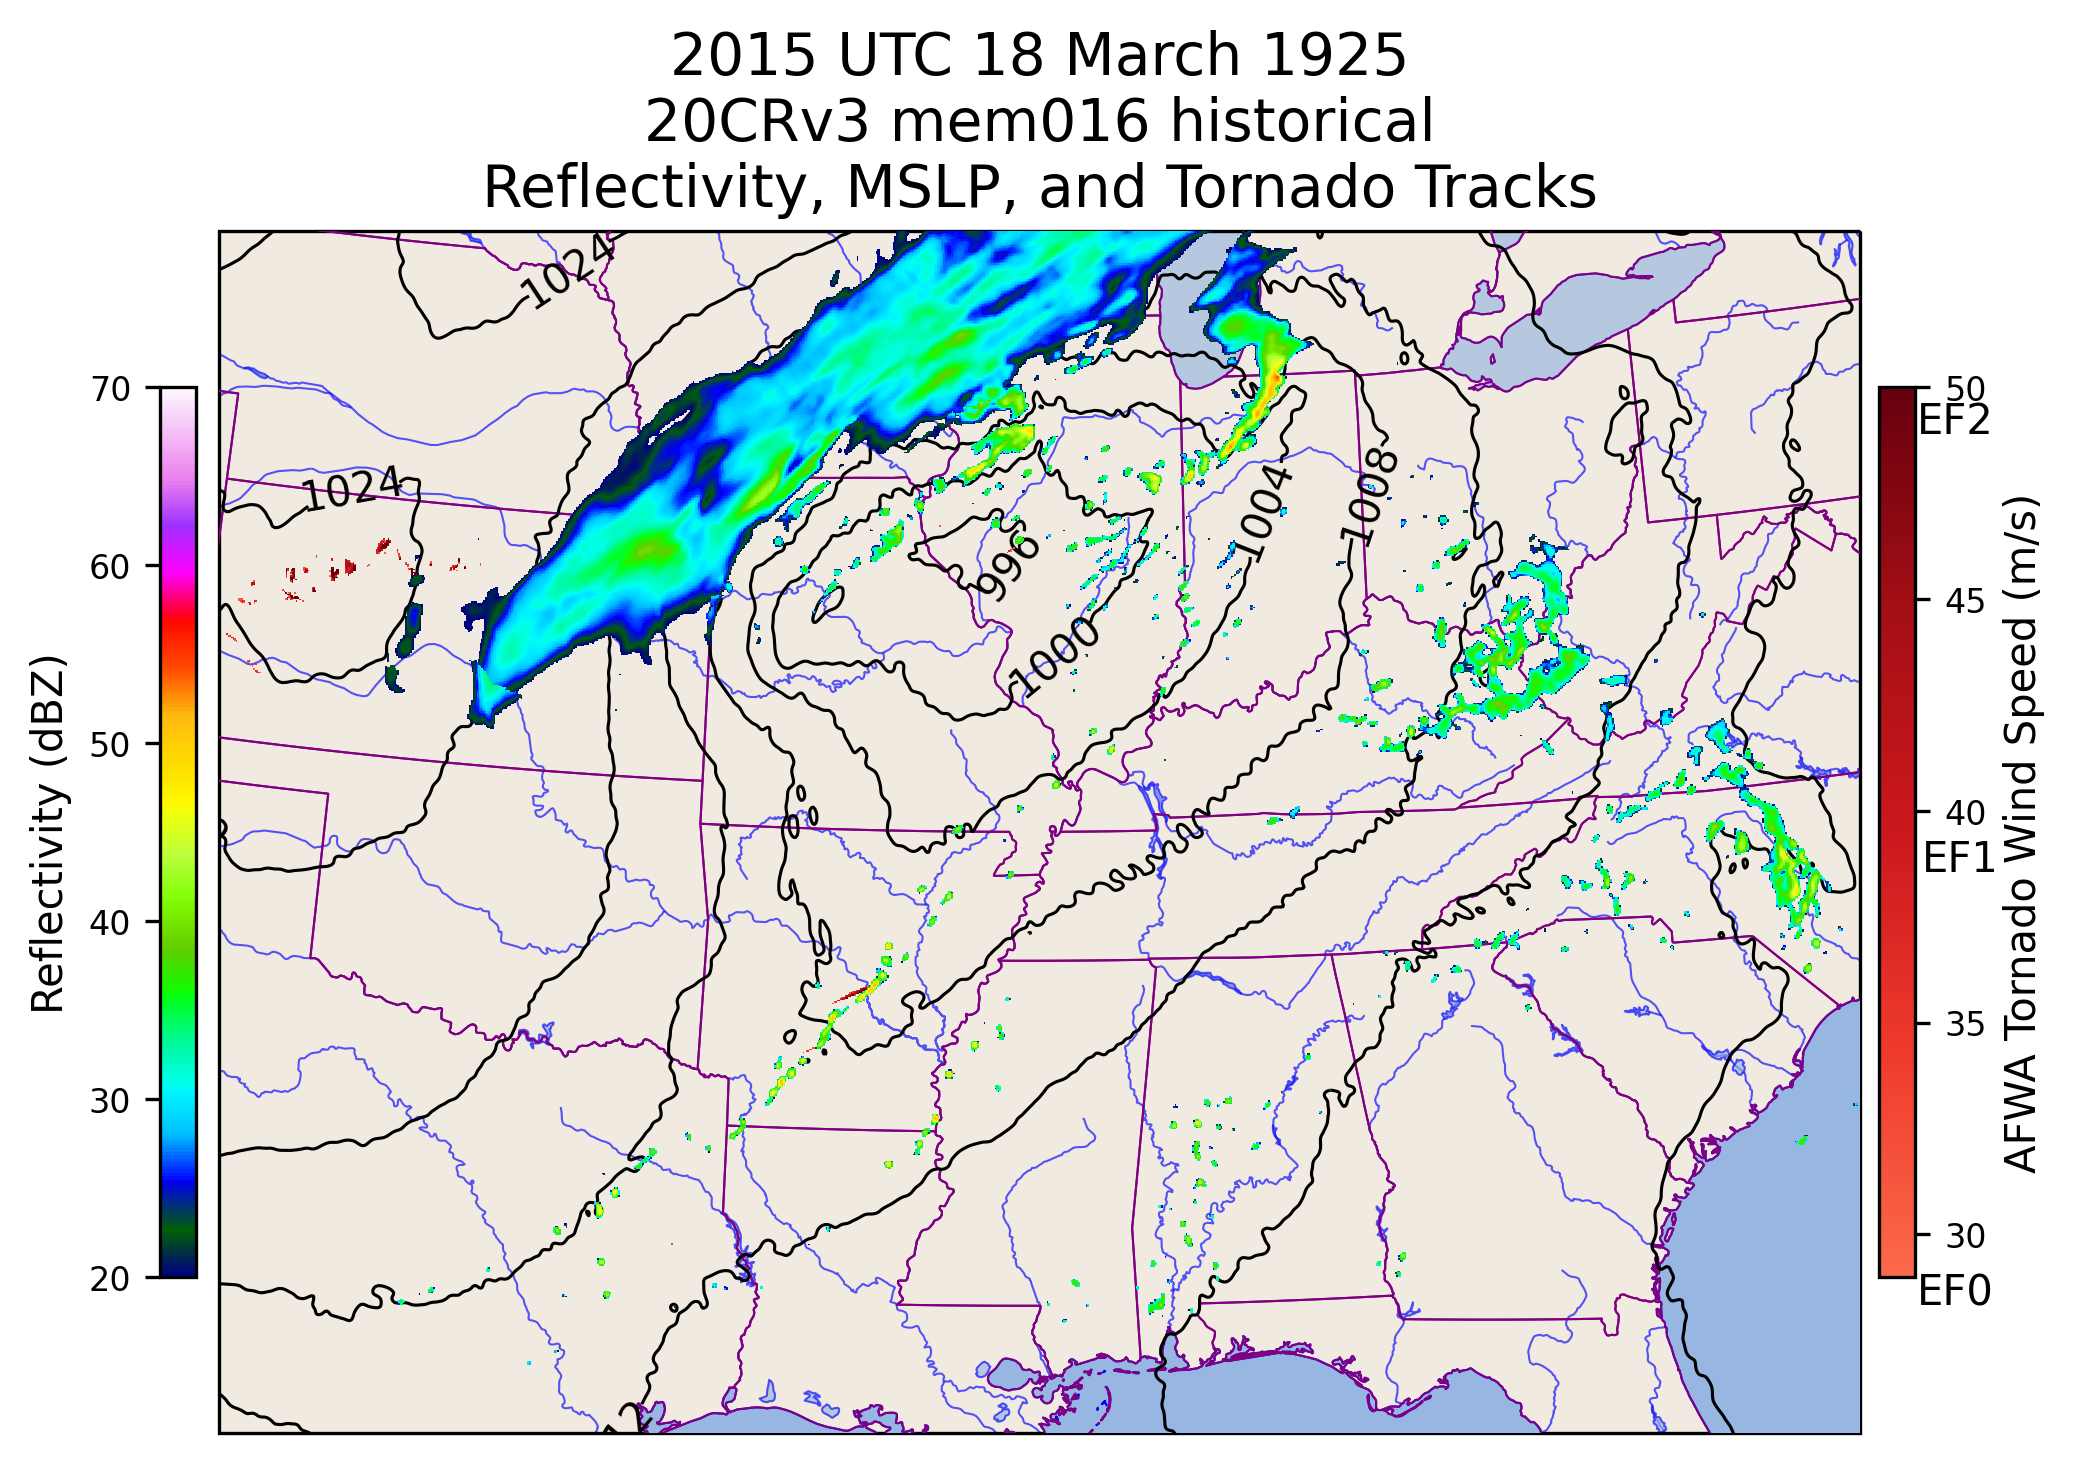 2015 UTC 18 March 1925
20CRv3 mem016 historical
Reflectivity, MSLP, and Tornado Tracks
1024
1024
996
1000
1004
1008
70
60
50
40
30
20
Reflectivity (dBZ)
50
EF2
45
40
EF1
35
30
EF0
AFWA Tornado Wind Speed (m/s)